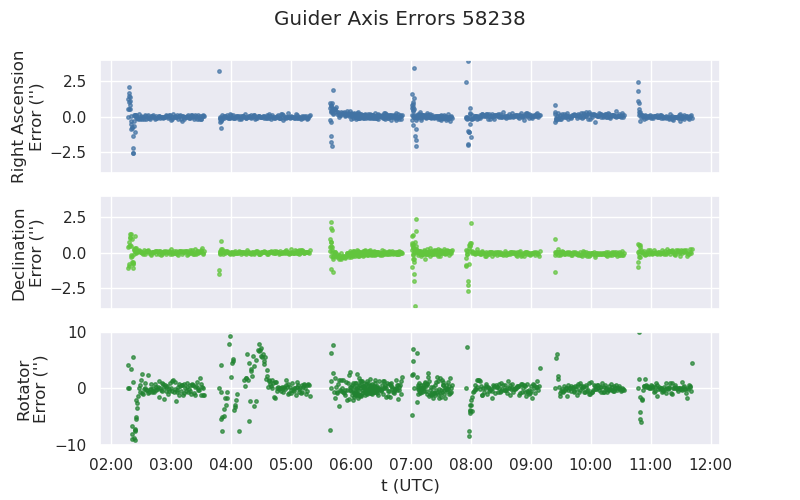 Guider Axis Errors 58238
Right Ascension
Error ('')
2.5
0.0
−2.5
Declination
Error ('')
2.5
0.0
−2.5
Rotator
Error ('')
10
0
−10
02:00 03:00 04:00 05:00 06:00 07:00 08:00 09:00 10:00 11:00 12:00
t (UTC)